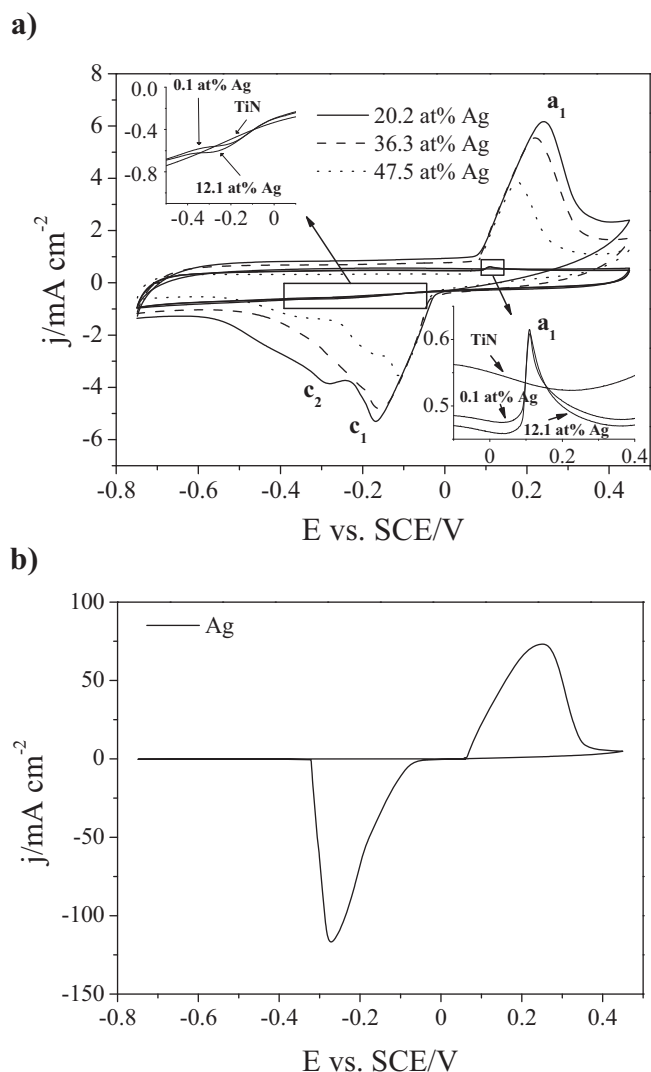 a)
8
6
4
2
0
-2
-4
-6
j/mA cm-2
-0.8
-0.6
-0.4
-0.2
0
0.2
0.4
E vs. SCE/V
20.2 at% Ag
36.3 at% Ag
47.5 at% Ag
a1
c2
c1
0.0
-0.4
-0.8
-0.4
-0.2
0
0.1 at% Ag
TiN
12.1 at% Ag
a1
0.6
0.5
0
0.2
0.4
TiN
0.1 at% Ag
12.1 at% Ag
b)
100
50
0
-50
-100
-150
j/mA cm-2
-0.8
-0.6
-0.4
-0.2
0
0.2
0.4
E vs. SCE/V
Ag